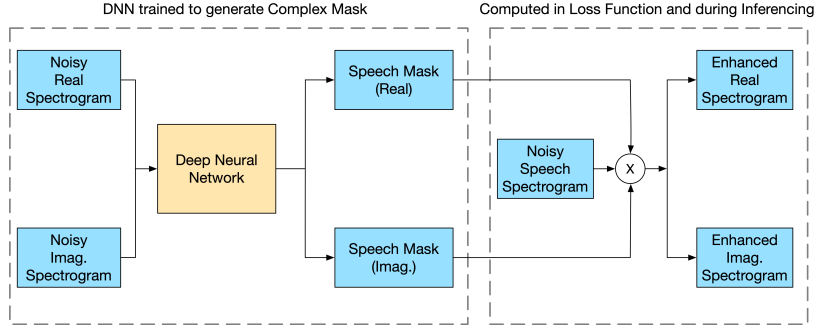 DNN trained to generate Complex Mask
Computed in Loss Function and during Inferencing
Noisy
Real
Spectrogram
Deep Neural
Network
Noisy
Imag.
Spectrogram
Speech Mask
(Real)
Speech Mask
(Imag.)
Noisy
Speech
Spectrogram
X
Enhanced
Real
Spectrogram
Enhanced
Imag.
Spectrogram